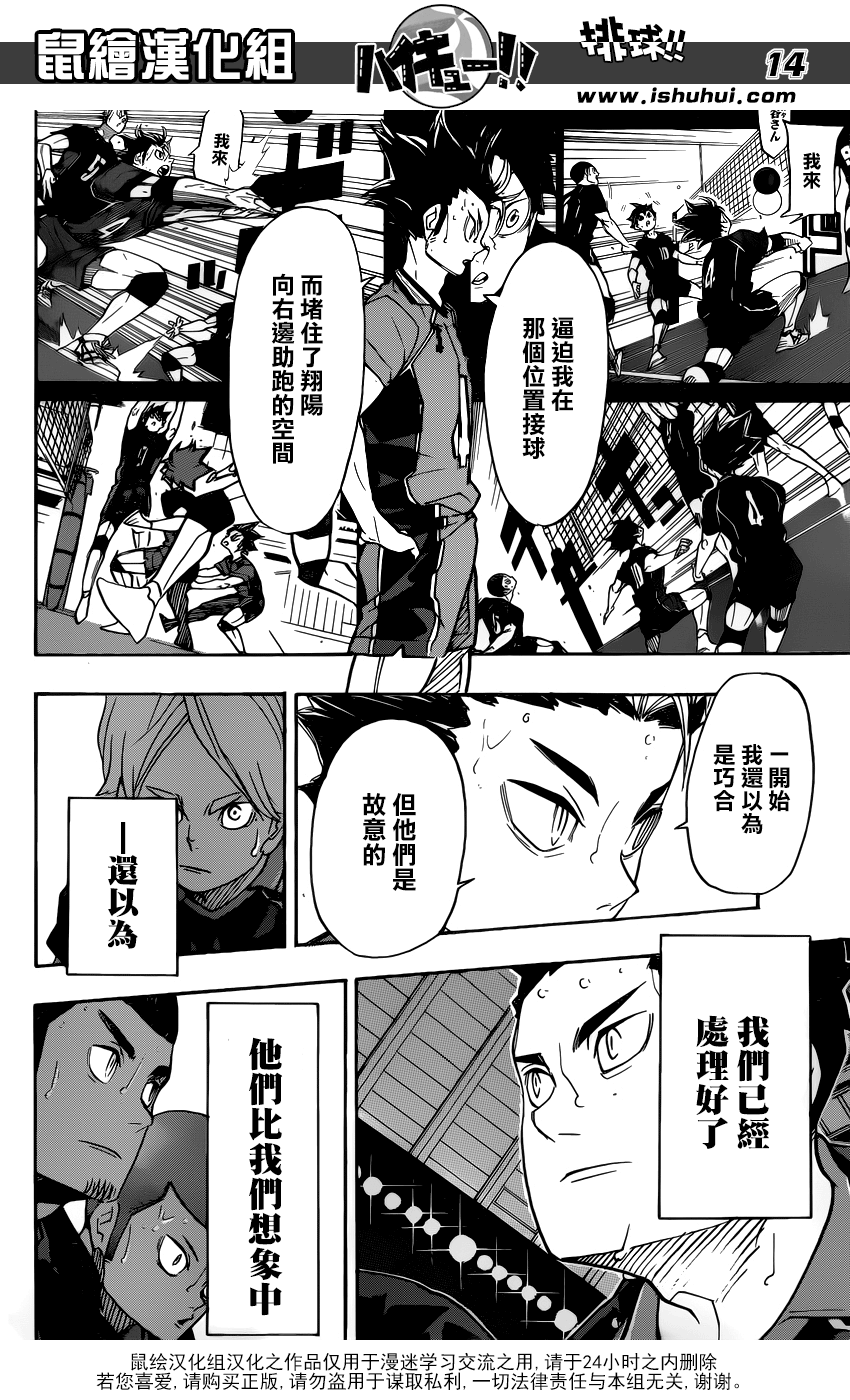 鼠繪漢化組
ハイキュー!!
排球!!
14
www.ishuhui.com
我來
谷さん
我來
逼迫我在
那個位置接球
而堵住了翔陽
向右邊助跑的空間
一開始
我還以為
是巧合
但他們是
故意的
—還以為
我們已經
處理好了
他們比我們想象中
鼠绘汉化组汉化之作品仅用于漫迷学习交流之用,请于24小时之内删除
若您喜爱,请购买正版,请勿用于谋取私利,一切法律责任与本组无关,谢谢。